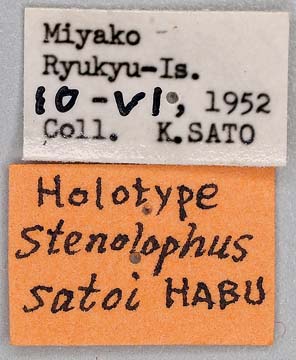 Miyako
Ryukyu-Is.
10-VI, 1952
Coll. K.SATO
Holotype
Stenolophus
satoi HABU